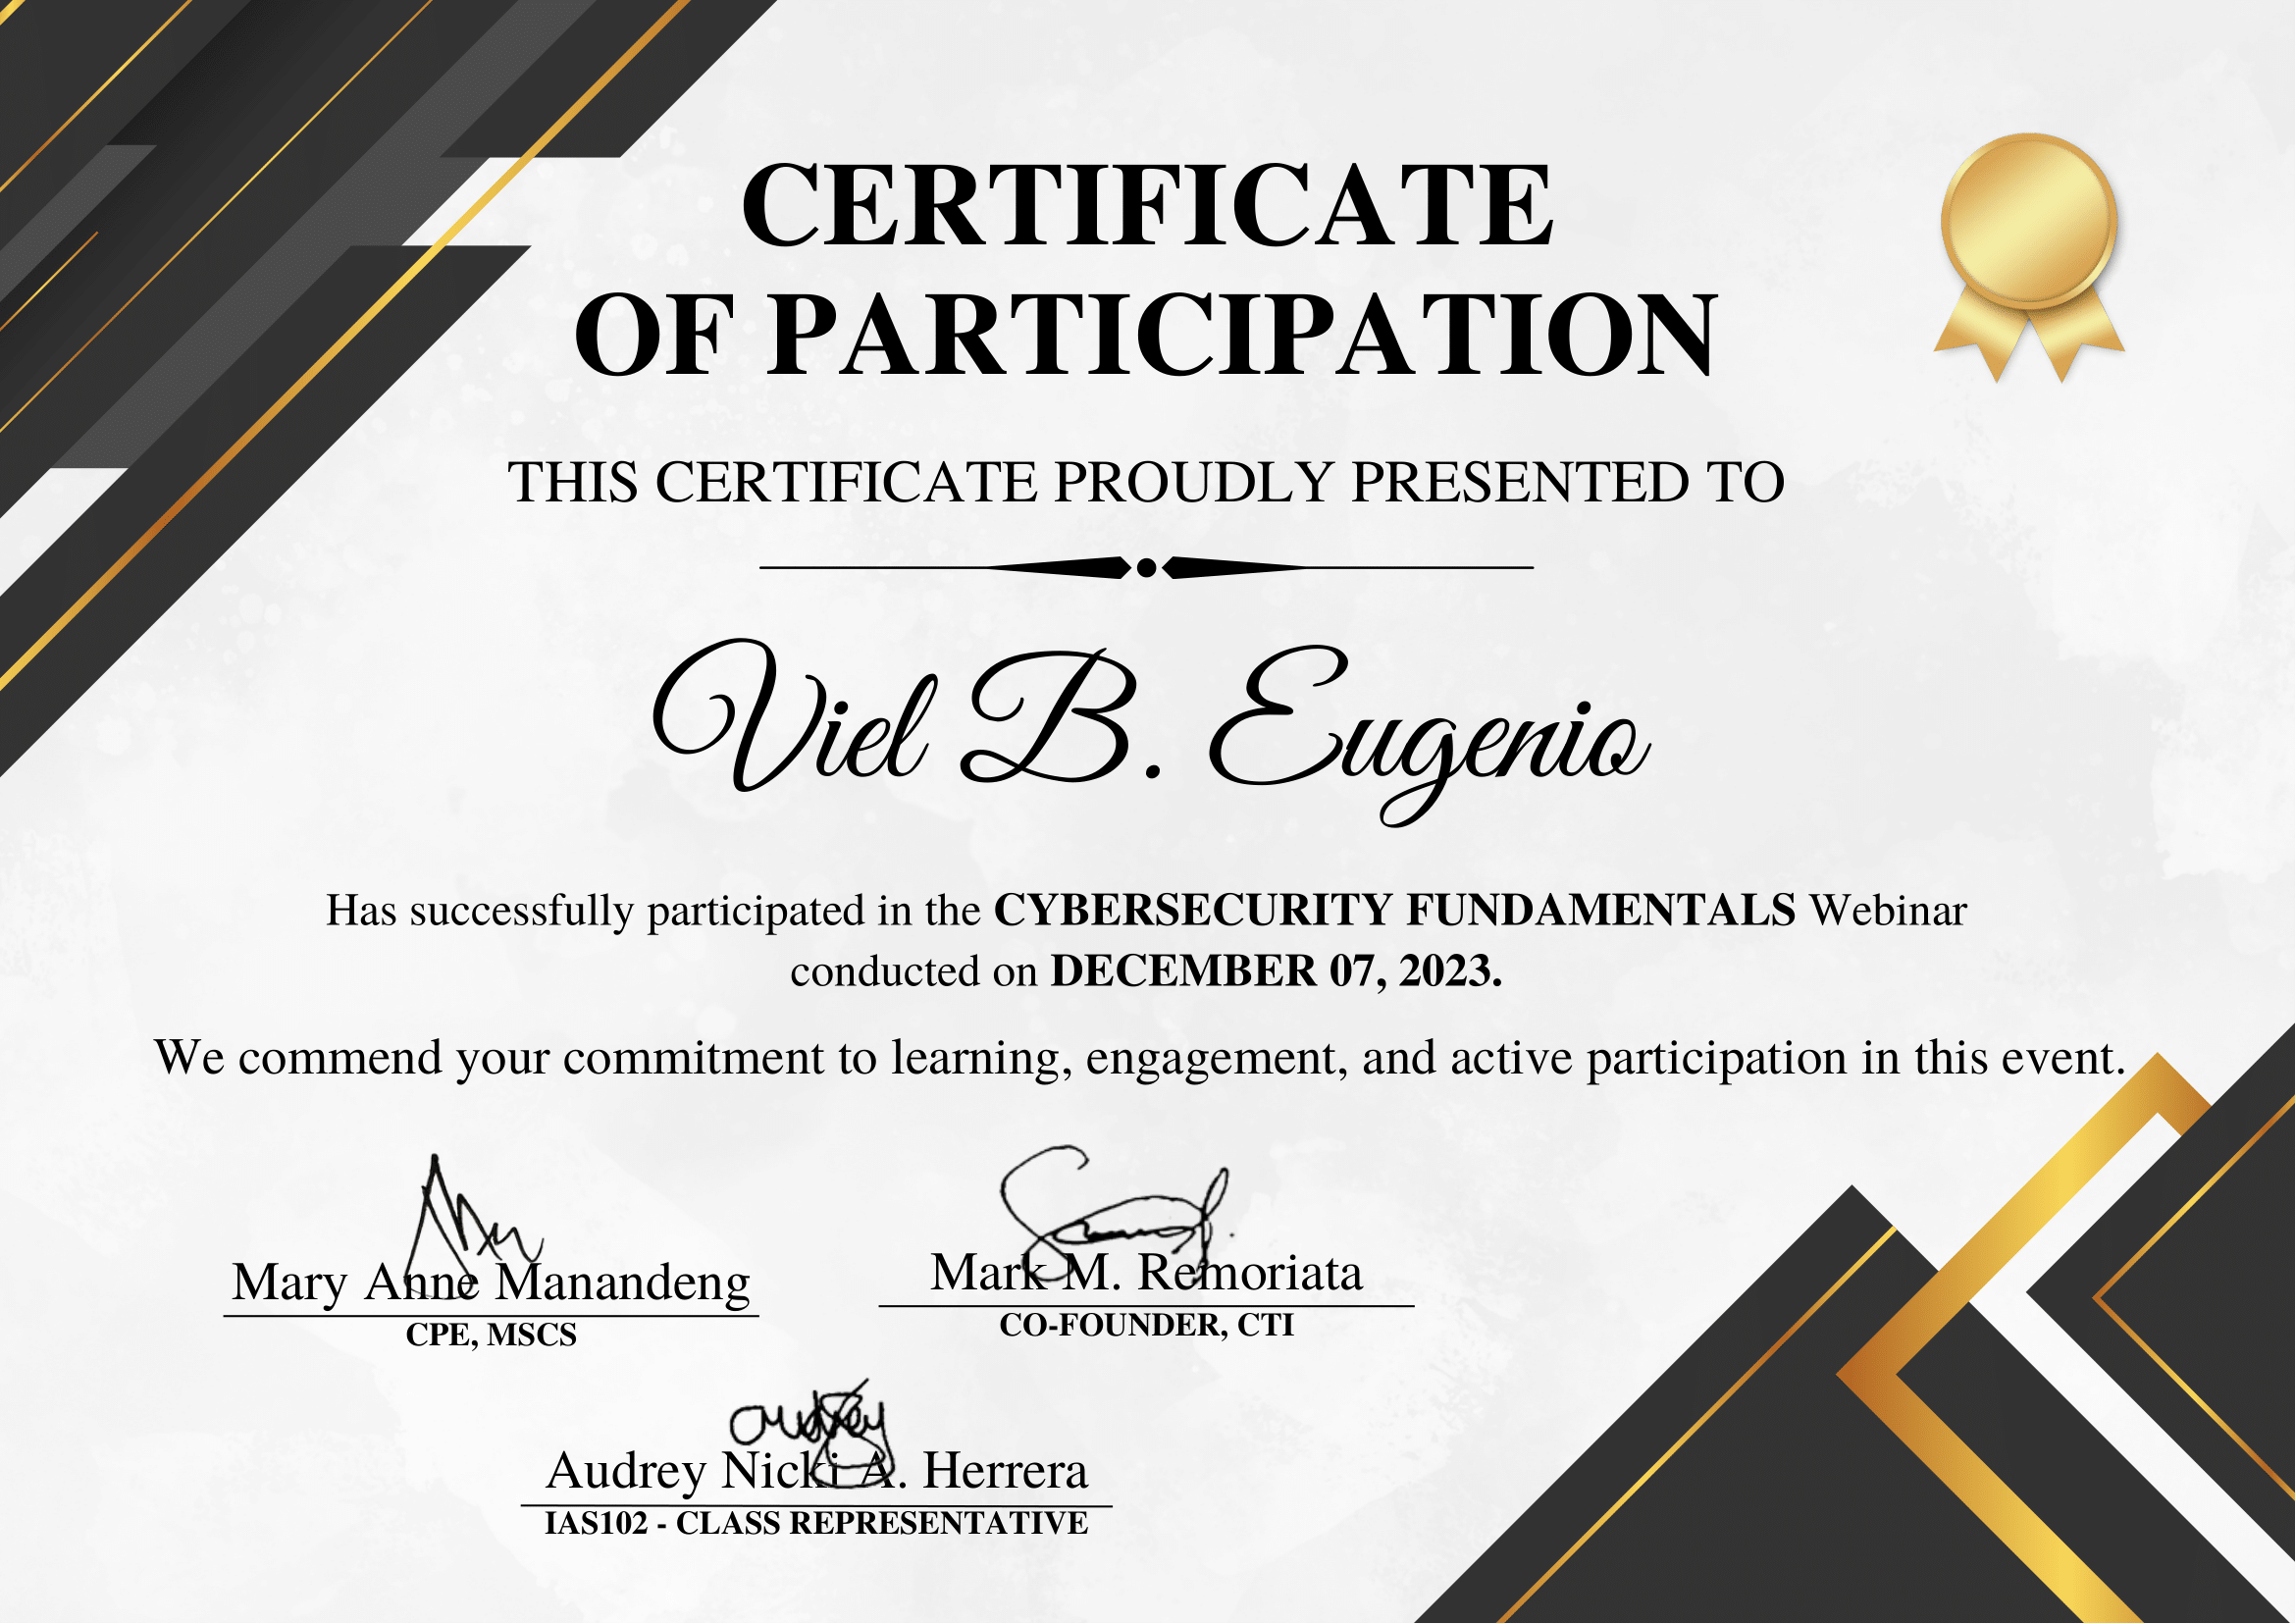 CERTIFICATE
OF PARTICIPATION
THIS CERTIFICATE PROUDLY PRESENTED TO
Viel B. Eugenio
Has successfully participated in the CYBERSECURITY FUNDAMENTALS Webinar
conducted on DECEMBER 07, 2023.
We commend your commitment to learning, engagement, and active participation in this event.
Mary Anne Manandeng
CPE, MSCS
Mark M. Remoriata
CO-FOUNDER, CTI
audrey
Audrey Nicki A. Herrera
IAS102 - CLASS REPRESENTATIVE